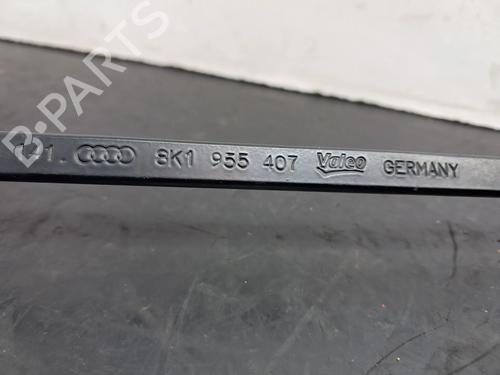 B-PARTS
8K1 955 407 Valeo GERMANY